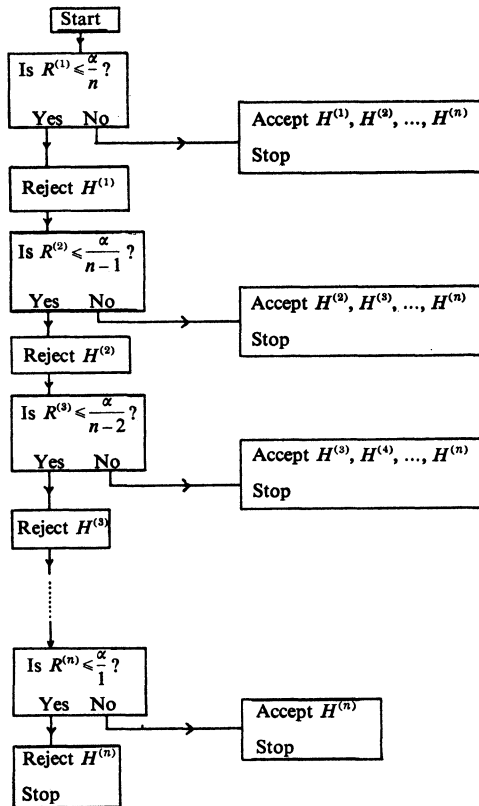 Start
Is R⁽¹⁾ ⩽ α/n ?
Yes No
Accept H⁽¹⁾, H⁽²⁾, ..., H⁽ⁿ⁾
Stop
Reject H⁽¹⁾
Is R⁽²⁾ ⩽ α/(n−1) ?
Yes No
Accept H⁽²⁾, H⁽³⁾, ..., H⁽ⁿ⁾
Stop
Reject H⁽²⁾
Is R⁽³⁾ ⩽ α/(n−2) ?
Yes No
Accept H⁽³⁾, H⁽⁴⁾, ..., H⁽ⁿ⁾
Stop
Reject H⁽³⁾
Is R⁽ⁿ⁾ ⩽ α/1 ?
Yes No
Accept H⁽ⁿ⁾
Stop
Reject H⁽ⁿ⁾
Stop